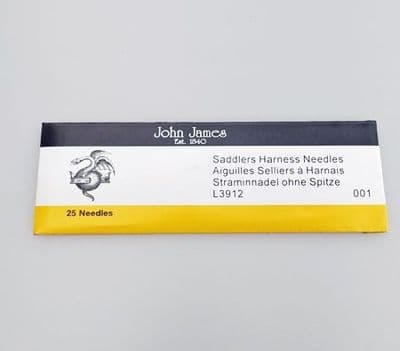 John James
Est. 1840
Saddlers Harness Needles
Aiguilles Selliers à Harnais
Straminnadel ohne Spitze
L3912 001
25 Needles